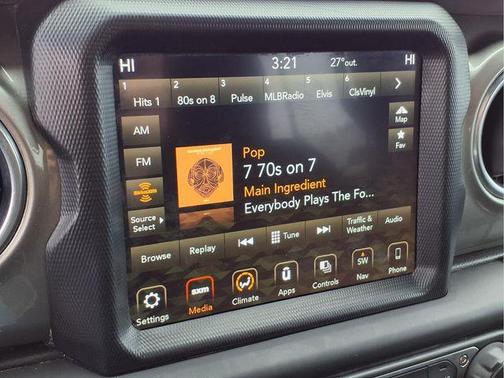 HI 3:21 27°out. HI
1 2 3 4 5 6
Hits 1 80s on 8 Pulse MLBRadio Elvis ClsVinyl
AM
Map
FM
Fav
Pop
7 70s on 7
Main Ingredient
Everybody Plays The Fo...
siriusxm
Source
Select
Browse Replay Tune Traffic & Weather Audio
sxm ū SW
Settings Media Climate Apps Controls Nav Phone